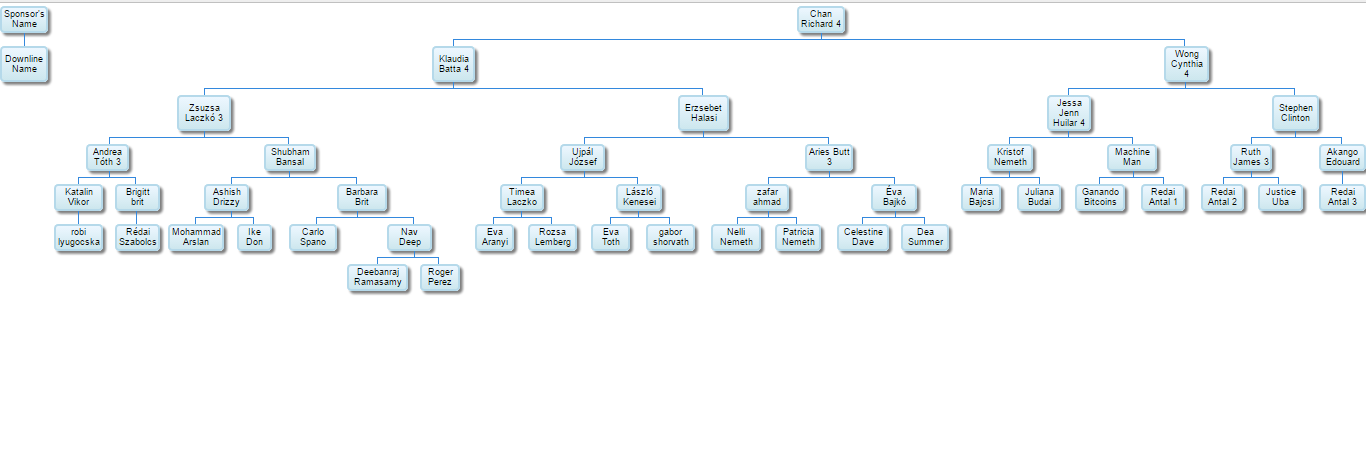 Sponsor's
Name
Chan
Richard 4
Downline
Name
Klaudia
Batta 4
Wong
Cynthia
4
Zsuzsa
Laczkó 3
Erzsebet
Halasi
Jessa
Jenn
Huilar 4
Stephen
Clinton
Andrea
Tóth 3
Shubham
Bansal
Ujpál
József
Aries Butt
3
Kristof
Nemeth
Machine
Man
Ruth
James 3
Akango
Edouard
Katalin
Vikor
Brigitt
brit
Ashish
Drizzy
Barbara
Brit
Timea
Laczko
László
Kenesei
zafar
ahmad
Éva
Bajkó
Maria
Bajcsi
Juliana
Budai
Ganando
Bitcoins
Redai
Antal 1
Redai
Antal 2
Justice
Uba
Redai
Antal 3
robi
lyugocska
Rédai
Szabolcs
Mohammad
Arslan
Ike
Don
Carlo
Spano
Nav
Deep
Eva
Aranyi
Rozsa
Lemberg
Eva
Toth
gabor
shorvath
Nelli
Nemeth
Patricia
Nemeth
Celestine
Dave
Dea
Summer
Deebanraj
Ramasamy
Roger
Perez